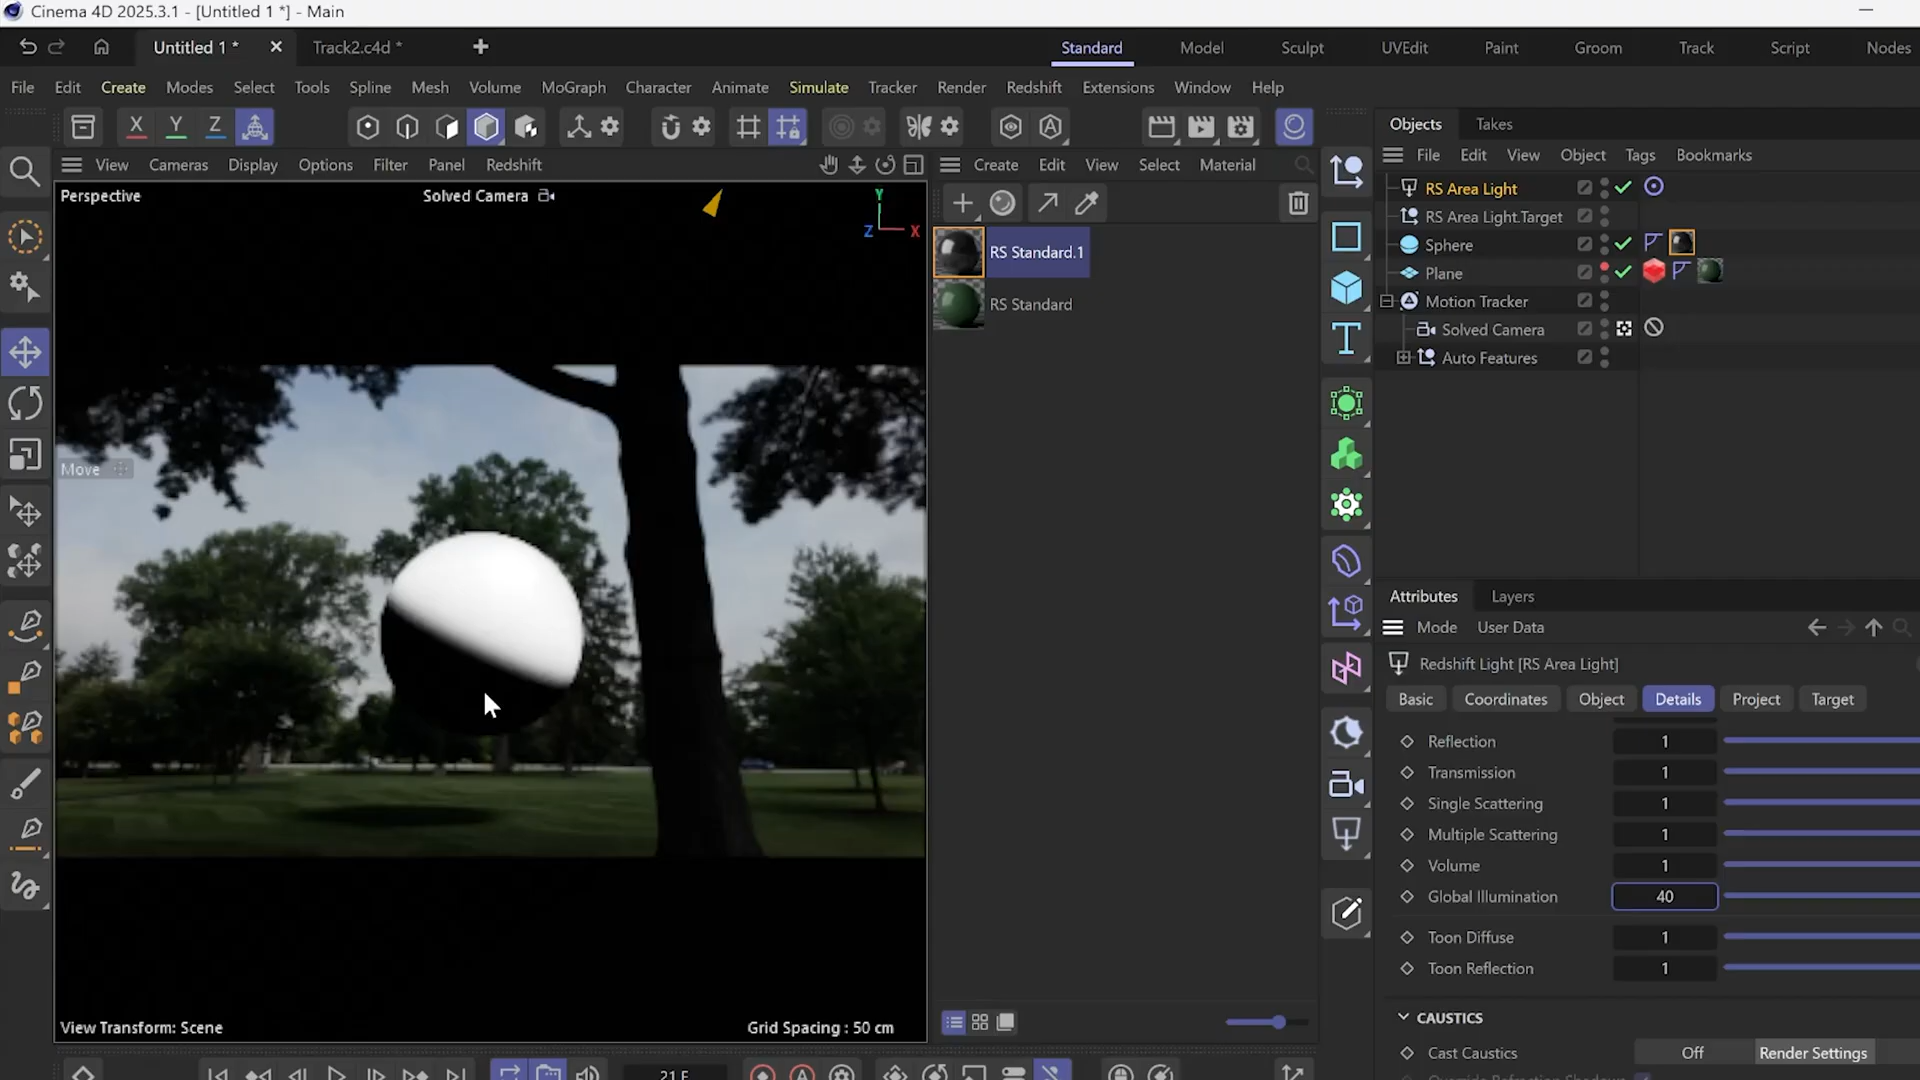 Cinema 4D 2025.3.1 - [Untitled 1 *] - Main
Untitled 1 *
Track2.c4d *
Standard
Model
Sculpt
UVEdit
Paint
Groom
Track
Script
Nodes
File
Edit
Create
Modes
Select
Tools
Spline
Mesh
Volume
MoGraph
Character
Animate
Simulate
Tracker
Render
Redshift
Extensions
Window
Help
X
Y
Z
View
Cameras
Display
Options
Filter
Panel
Redshift
Perspective
Solved Camera
Y
Z
X
Move
View Transform: Scene
Grid Spacing : 50 cm
21 F
Create
Edit
View
Select
Material
RS Standard.1
RS Standard
Objects
Takes
File
Edit
View
Object
Tags
Bookmarks
RS Area Light
RS Area Light.Target
Sphere
Plane
Motion Tracker
Solved Camera
Auto Features
Attributes
Layers
Mode
User Data
Redshift Light [RS Area Light]
Basic
Coordinates
Object
Details
Project
Target
Reflection 1
Transmission 1
Single Scattering 1
Multiple Scattering 1
Volume 1
Global Illumination 40
Toon Diffuse 1
Toon Reflection 1
CAUSTICS
Cast Caustics Off Render Settings